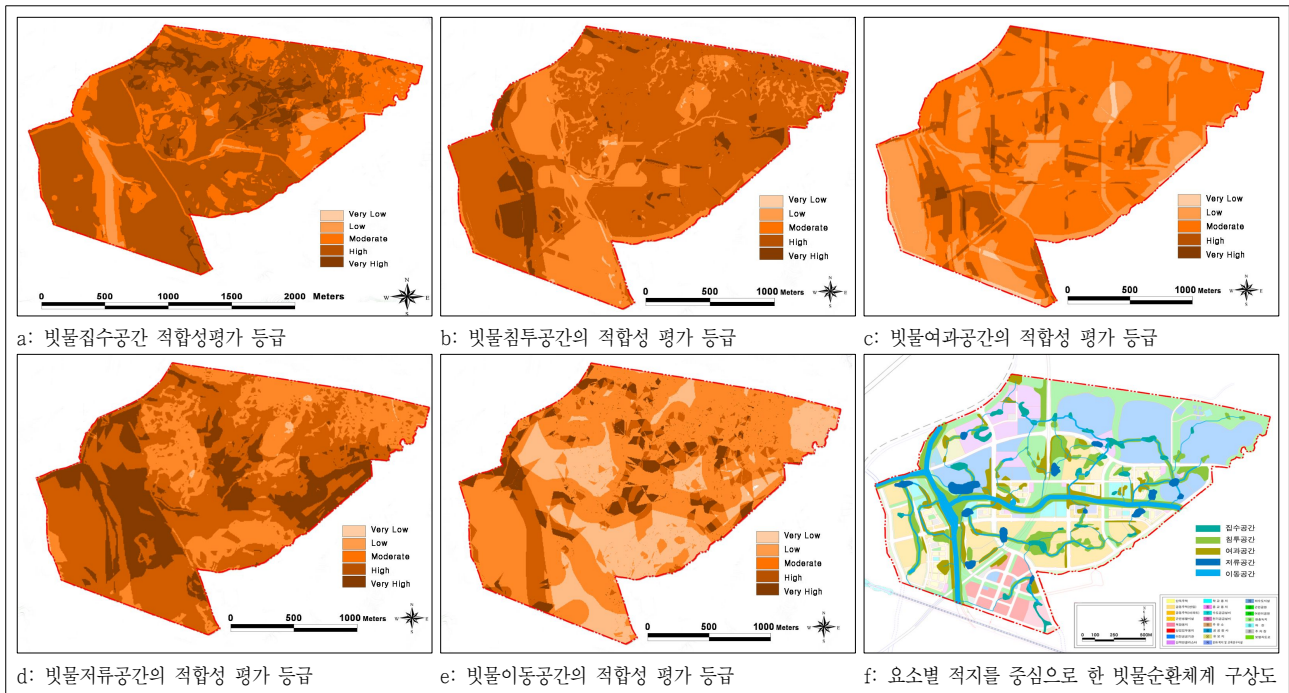 Very Low
Low
Moderate
High
Very High
0 500 1000 1500 2000 Meters
N
W E
S
a: 빗물집수공간 적합성평가 등급
Very Low
Low
Moderate
High
Very High
0 500 1000 Meters
N
W E
S
b: 빗물침투공간의 적합성 평가 등급
Very Low
Low
Moderate
High
Very High
0 500 1000 Meters
N
W E
S
c: 빗물여과공간의 적합성 평가 등급
Very Low
Low
Moderate
High
Very High
0 500 1000 Meters
N
W E
S
d: 빗물저류공간의 적합성 평가 등급
Very Low
Low
Moderate
High
Very High
0 500 1000 Meters
N
W E
S
e: 빗물이동공간의 적합성 평가 등급
집수공간
침투공간
여과공간
저류공간
이동공간
0 100 250 500M
f: 요소별 적지를 중심으로 한 빗물순환체계 구상도